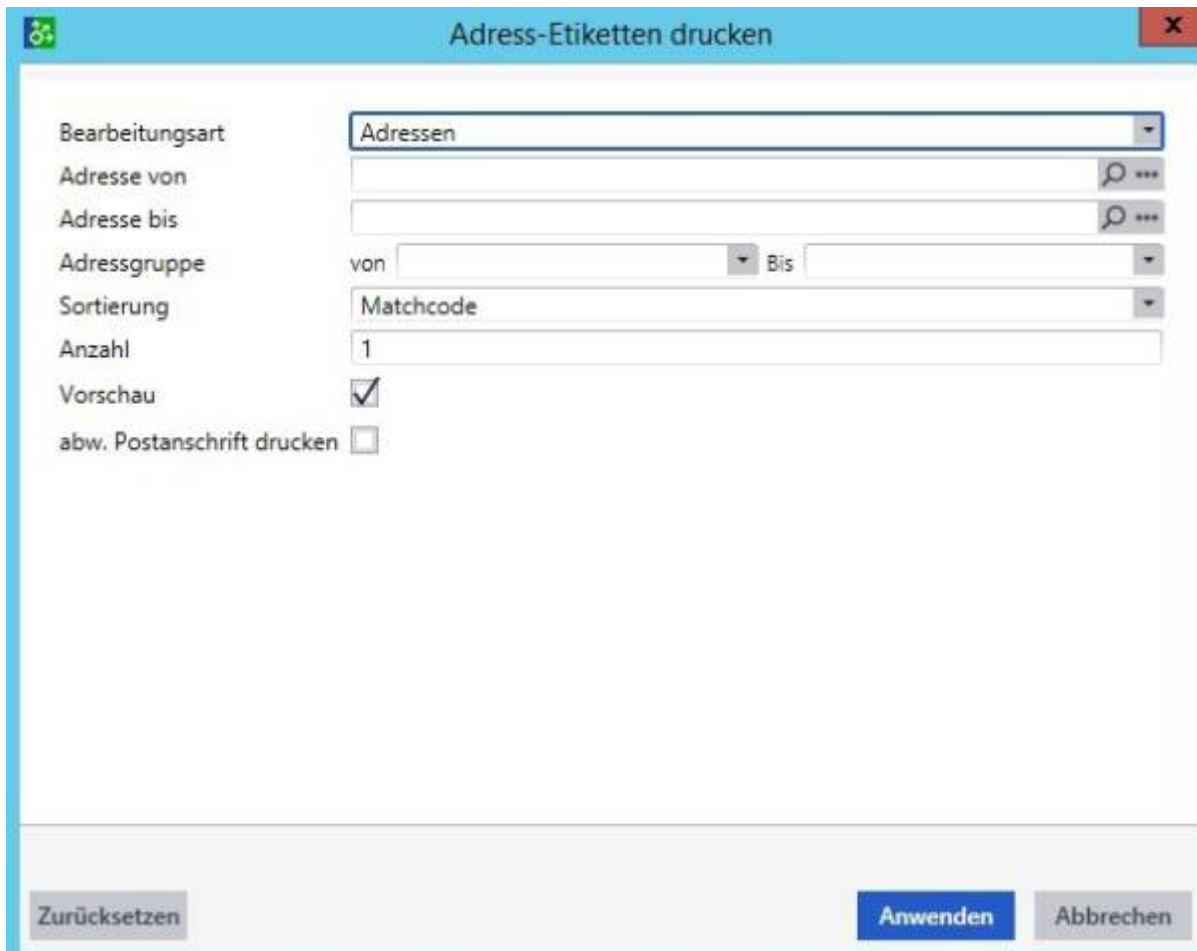 Adress-Etiketten drucken
Bearbeitungsart Adressen
Adresse von
Adresse bis
Adressgruppe von Bis
Sortierung Matchcode
Anzahl 1
Vorschau
abw. Postanschrift drucken
Zurücksetzen Anwenden Abbrechen